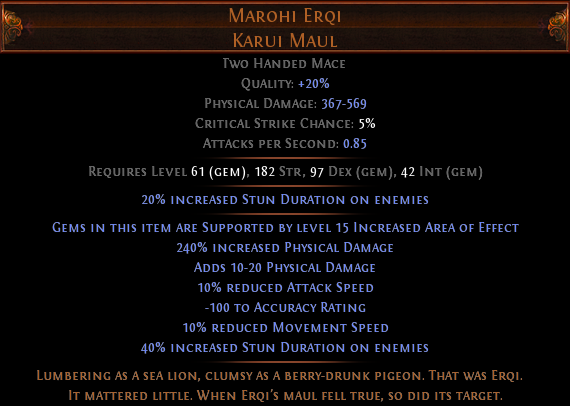 Marohi Erqi
Karui Maul
Two Handed Mace
Quality: +20%
Physical Damage: 367-569
Critical Strike Chance: 5%
Attacks per Second: 0.85
Requires Level 61 (gem), 182 Str, 97 Dex (gem), 42 Int (gem)
20% increased Stun Duration on enemies
Gems in this item are Supported by level 15 Increased Area of Effect
240% increased Physical Damage
Adds 10-20 Physical Damage
10% reduced Attack Speed
-100 to Accuracy Rating
10% reduced Movement Speed
40% increased Stun Duration on enemies
Lumbering as a sea lion, clumsy as a berry-drunk pigeon. That was Erqi.
It mattered little. When Erqi's maul fell true, so did its target.